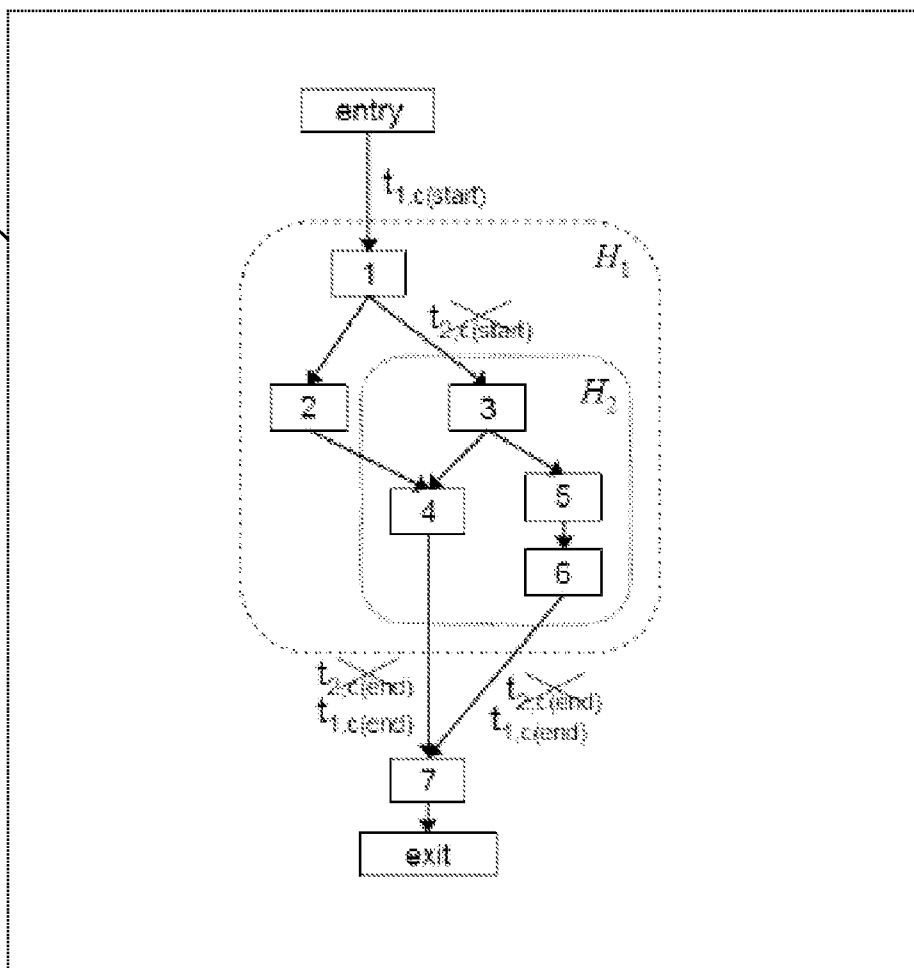 entry
t1,c(start)
H1
1
t2,c(start)
2
3
H2
4
5
6
t2,c(end)
t1,c(end)
t2,c(end)
t1,c(end)
7
exit